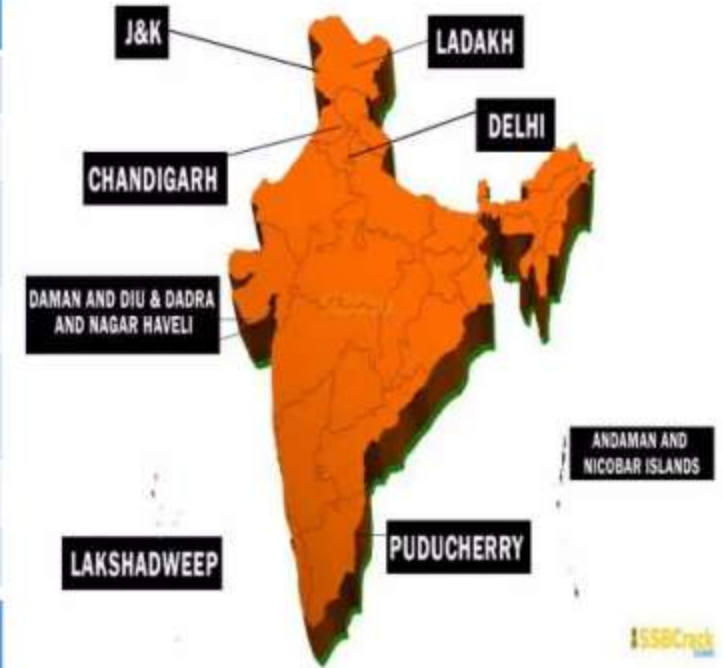 J&K
LADAKH
DELHI
CHANDIGARH
DAMAN AND DIU & DADRA
AND NAGAR HAVELI
ANDAMAN AND
NICOBAR ISLANDS
PUDUCHERRY
LAKSHADWEEP
SSBCrack